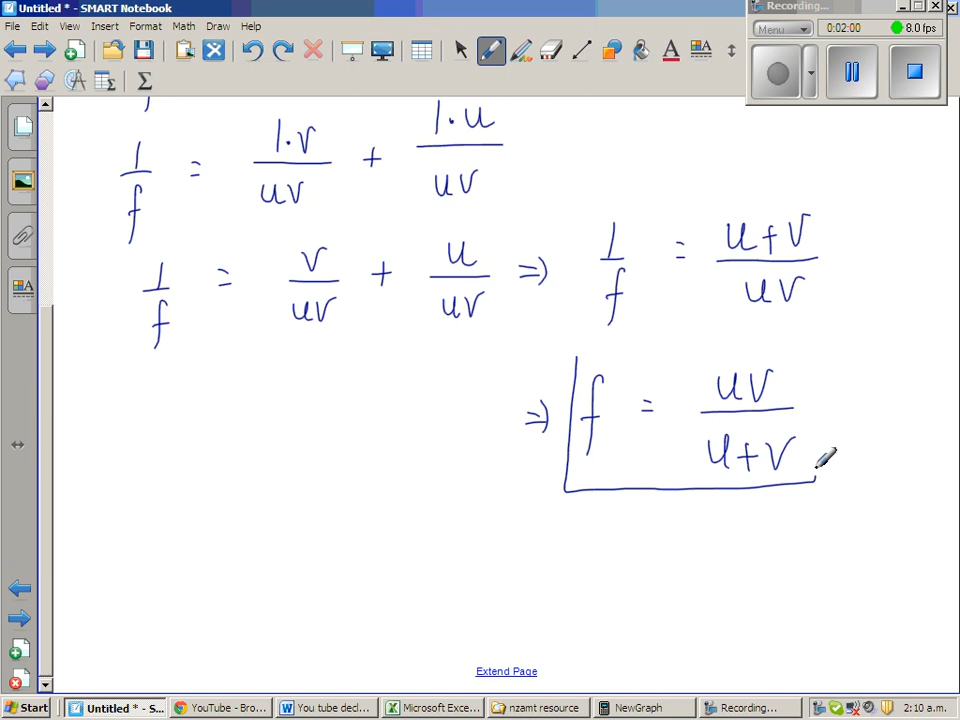 Untitled * - SMART Notebook
Recording...
File Edit View Insert Format Tools Math Draw Help
Menu 0:02:00 8.0 fps
1/f = 1·v/uv + 1·u/uv
1/f = v/uv + u/uv ⇒ 1/f = u+v/uv
⇒ f = uv/u+v
Extend Page
Start Untitled * - S... YouTube - Bro... You tube decl... Microsoft Exce... nzamt resource NewGraph Recording... 2:10 a.m.